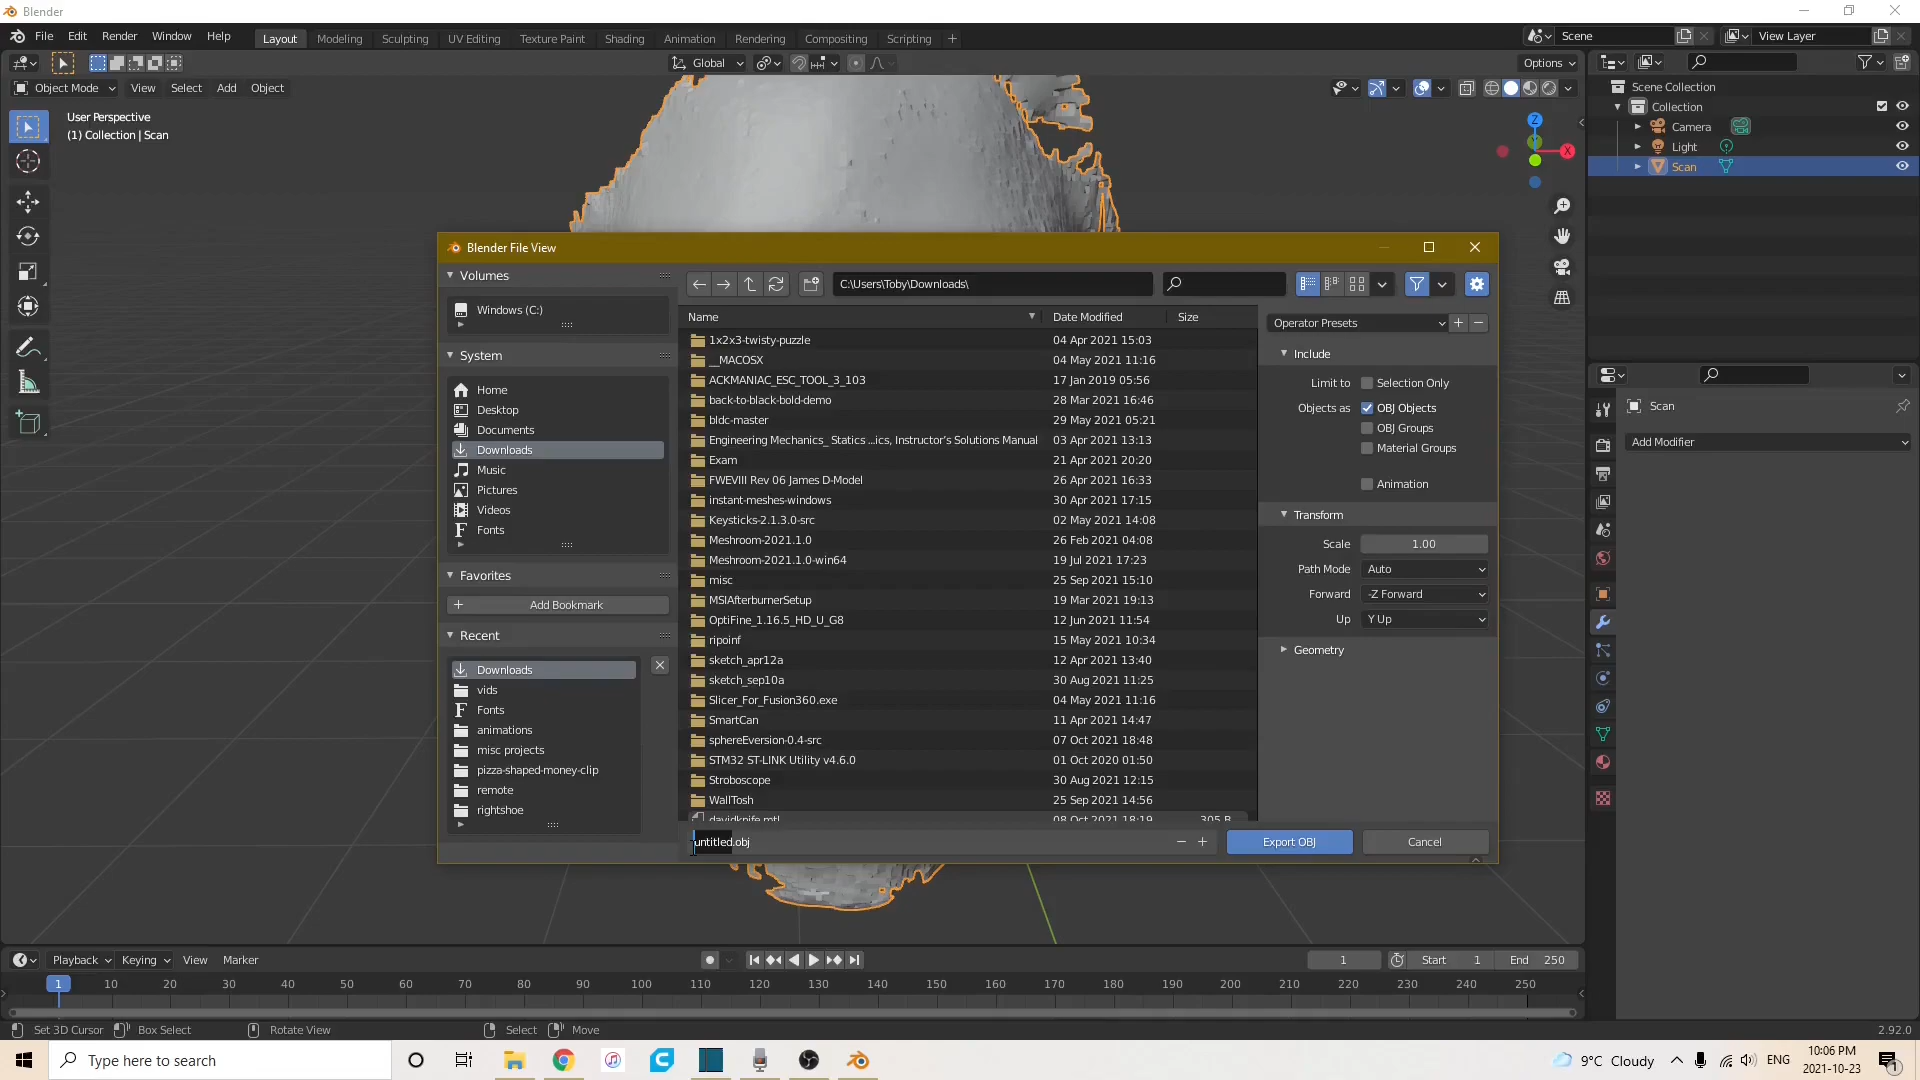 Blender
File Edit Render Window Help Layout Modeling Sculpting UV Editing Texture Paint Shading Animation Rendering Compositing Scripting + Scene View Layer
Global Options
Object Mode View Select Add Object
User Perspective
(1) Collection | Scan
Z
X
Scene Collection
Collection
Camera
Light
Scan
Scan
Add Modifier
Blender File View
Volumes
Windows (C:)
System
Home
Desktop
Documents
Downloads
Music
Pictures
Videos
Fonts
Favorites
Add Bookmark
Recent
Downloads
vids
Fonts
animations
misc projects
pizza-shaped-money-clip
remote
rightshoe
C:\Users\Toby\Downloads\
Name Date Modified Size
1x2x3-twisty-puzzle 04 Apr 2021 15:03
__MACOSX 04 May 2021 11:16
ACKMANIAC_ESC_TOOL_3_103 17 Jan 2019 05:56
back-to-black-bold-demo 28 Mar 2021 16:46
bldc-master 29 May 2021 05:21
Engineering Mechanics_ Statics ...ics, Instructor's Solutions Manual 03 Apr 2021 13:13
Exam 21 Apr 2021 20:20
FWEVIII Rev 06 James D-Model 26 Apr 2021 16:33
instant-meshes-windows 30 Apr 2021 17:15
Keysticks-2.1.3.0-src 02 May 2021 14:08
Meshroom-2021.1.0 26 Feb 2021 04:08
Meshroom-2021.1.0-win64 19 Jul 2021 17:23
misc 25 Sep 2021 15:10
MSIAfterburnerSetup 19 Mar 2021 19:13
OptiFine_1.16.5_HD_U_G8 12 Jun 2021 11:54
ripoinf 15 May 2021 10:34
sketch_apr12a 12 Apr 2021 13:40
sketch_sep10a 30 Aug 2021 11:25
Slicer_For_Fusion360.exe 04 May 2021 11:16
SmartCan 11 Apr 2021 14:47
sphereEversion-0.4-src 07 Oct 2021 18:48
STM32 ST-LINK Utility v4.6.0 01 Oct 2020 01:50
Stroboscope 30 Aug 2021 12:15
WallTosh 25 Sep 2021 14:56
davidknife.mtl 08 Oct 2021 18:19 305 B
untitled.obj
Operator Presets
Include
Limit to Selection Only
Objects as OBJ Objects
OBJ Groups
Material Groups
Animation
Transform
Scale 1.00
Path Mode Auto
Forward -Z Forward
Up Y Up
Geometry
Export OBJ Cancel
Playback Keying View Marker 1 Start 1 End 250
1 10 20 30 40 50 60 70 80 90 100 110 120 130 140 150 160 170 180 190 200 210 220 230 240 250
Set 3D Cursor Box Select Rotate View Select Move 2.92.0
Type here to search 9°C Cloudy ENG 10:06 PM
2021-10-23 1